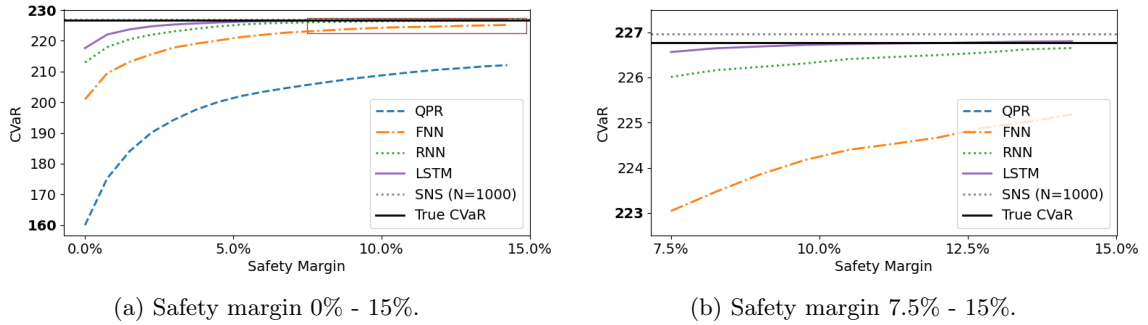 230
220
210
200
190
180
170
160
CVaR
0.0%
5.0%
10.0%
15.0%
Safety Margin
QPR
FNN
RNN
LSTM
SNS (N=1000)
True CVaR
(a) Safety margin 0% - 15%.
227
226
225
224
223
CVaR
7.5%
10.0%
12.5%
15.0%
Safety Margin
QPR
FNN
RNN
LSTM
SNS (N=1000)
True CVaR
(b) Safety margin 7.5% - 15%.